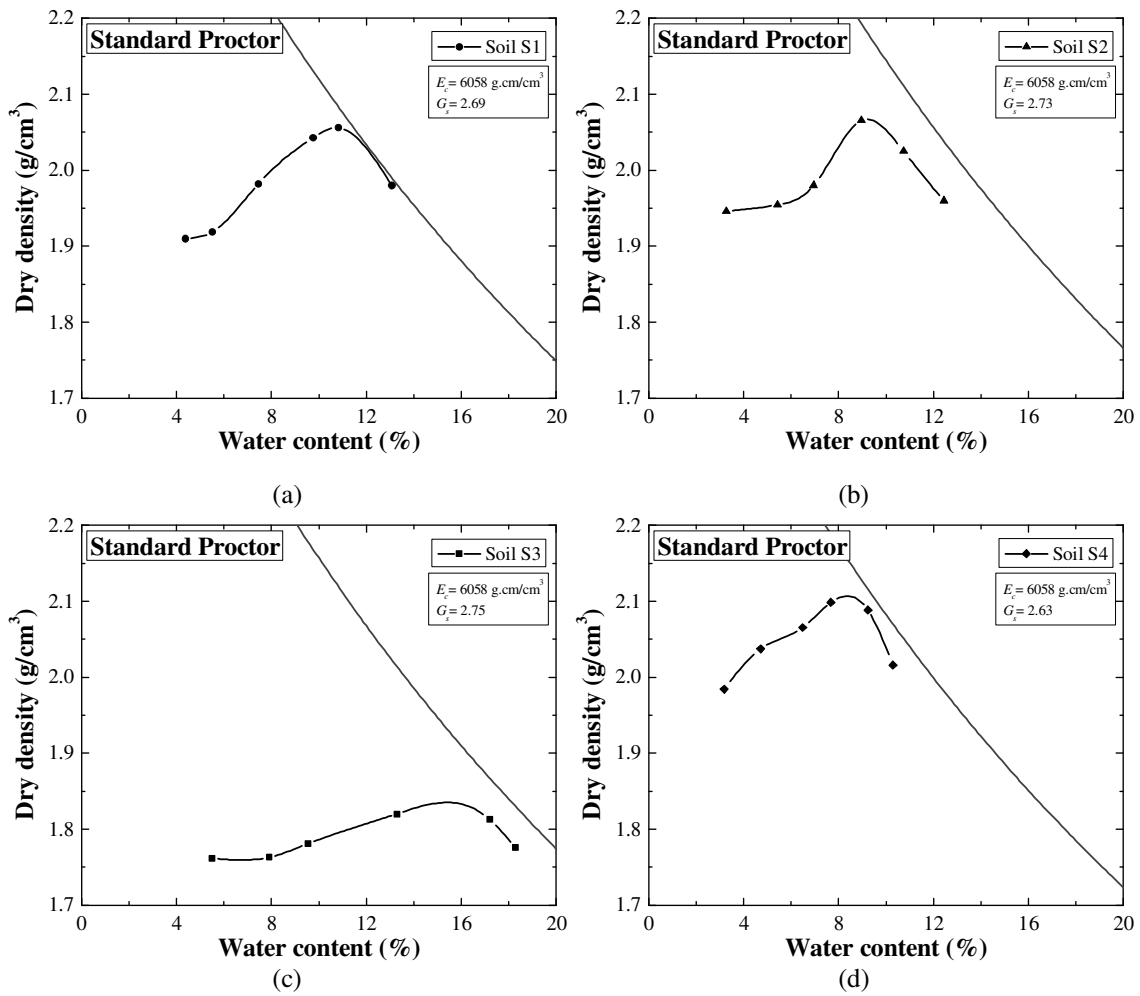 Standard Proctor
Soil S1
E_c = 6058 g.cm/cm³
G_s = 2.69
2.2
2.1
2.0
1.9
1.8
1.7
Dry density (g/cm³)
0 4 8 12 16 20
Water content (%)
(a)
Standard Proctor
Soil S2
E_c = 6058 g.cm/cm³
G_s = 2.73
2.2
2.1
2.0
1.9
1.8
1.7
Dry density (g/cm³)
0 4 8 12 16 20
Water content (%)
(b)
Standard Proctor
Soil S3
E_c = 6058 g.cm/cm³
G_s = 2.75
2.2
2.1
2.0
1.9
1.8
1.7
Dry density (g/cm³)
0 4 8 12 16 20
Water content (%)
(c)
Standard Proctor
Soil S4
E_c = 6058 g.cm/cm³
G_s = 2.63
2.2
2.1
2.0
1.9
1.8
1.7
Dry density (g/cm³)
0 4 8 12 16 20
Water content (%)
(d)